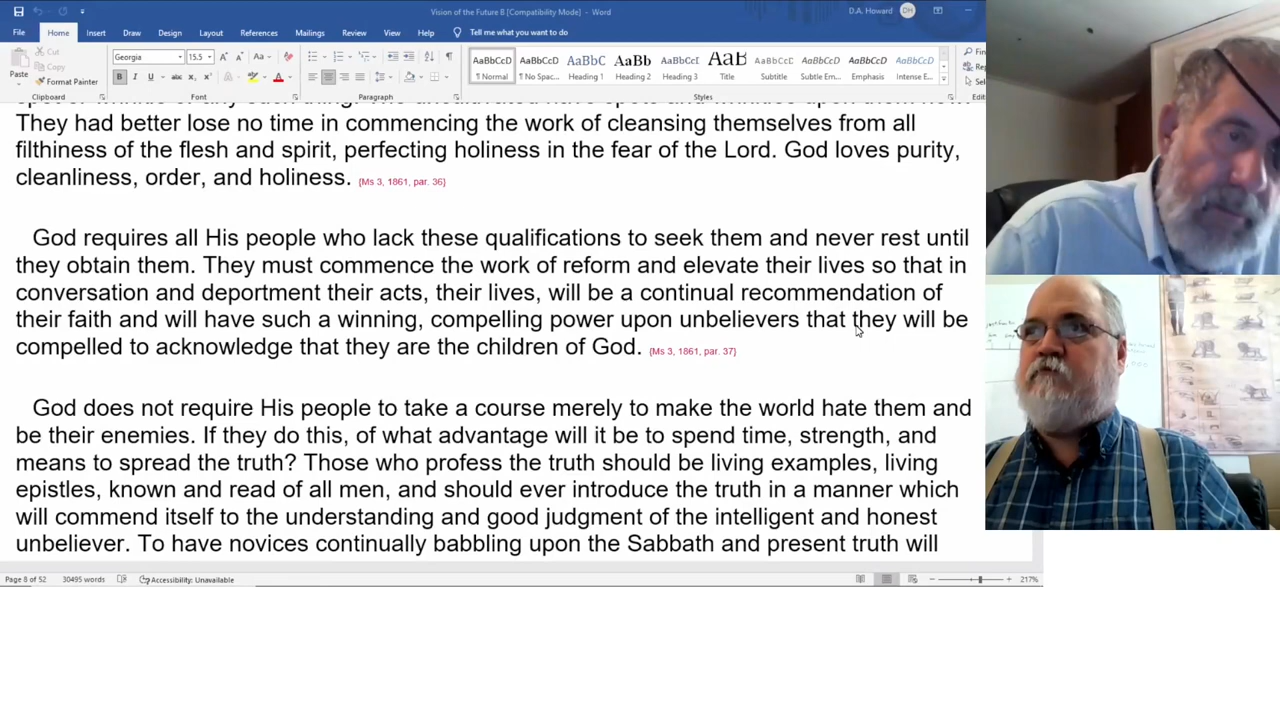 Vision of the Future B [Compatibility Mode] - Word
D.A. Howard DH
File Home Insert Draw Design Layout References Mailings Review View Help Tell me what you want to do
Paste Cut Copy Format Painter
Georgia 15.5
AaBbCcD AaBbCcD AaBbC AaBb AaBbCcD AaB AaBbCcD AaBbCcD AaBbCcD AaBbCcD
¶ Normal ¶ No Spac... Heading 1 Heading 2 Heading 3 Title Subtitle Subtle Em... Emphasis Intense E...
Clipboard Font Paragraph Styles
They had better lose no time in commencing the work of cleansing themselves from all
filthiness of the flesh and spirit, perfecting holiness in the fear of the Lord. God loves purity,
cleanliness, order, and holiness. {Ms 3, 1861, par. 36}
God requires all His people who lack these qualifications to seek them and never rest until
they obtain them. They must commence the work of reform and elevate their lives so that in
conversation and deportment their acts, their lives, will be a continual recommendation of
their faith and will have such a winning, compelling power upon unbelievers that they will be
compelled to acknowledge that they are the children of God. {Ms 3, 1861, par. 37}
God does not require His people to take a course merely to make the world hate them and
be their enemies. If they do this, of what advantage will it be to spend time, strength, and
means to spread the truth? Those who profess the truth should be living examples, living
epistles, known and read of all men, and should ever introduce the truth in a manner which
will commend itself to the understanding and good judgment of the intelligent and honest
unbeliever. To have novices continually babbling upon the Sabbath and present truth will
Page 8 of 52 30495 words Accessibility: Unavailable 217%